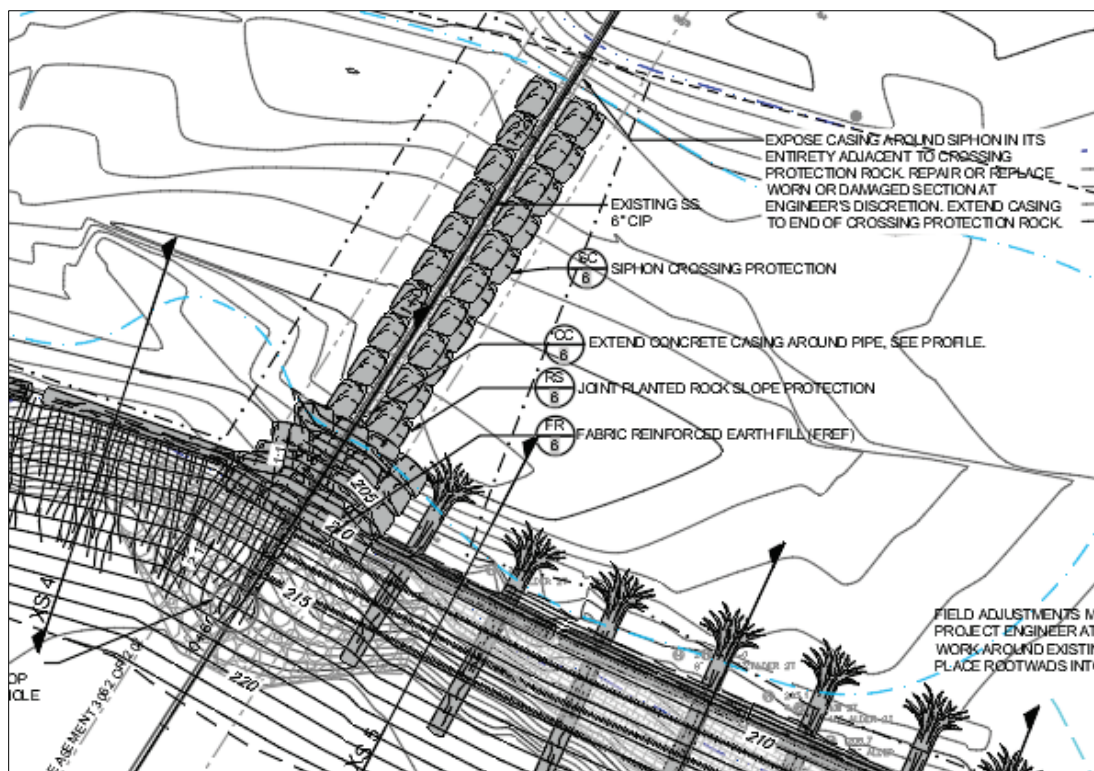 EXPOSE CASING AROUND SIPHON IN ITS
ENTIRETY ADJACENT TO CROSSING
PROTECTION ROCK. REPAIR OR REPLACE
WORN OR DAMAGED SECTION AT
ENGINEER'S DISCRETION. EXTEND CASING
TO END OF CROSSING PROTECTION ROCK.
EXISTING SS
6" CIP
SC
6
SIPHON CROSSING PROTECTION
CC
6
EXTEND CONCRETE CASING AROUND PIPE, SEE PROFILE.
RS
6
JOINT PLANTED ROCK SLOPE PROTECTION
FR
6
FABRIC REINFORCED EARTH FILL (FREF)
1:1
205
210
215
220
210
XS 4
XS 5
FIELD ADJUSTMENTS M
PROJECT ENGINEER AT
WORK AROUND EXISTIN
PLACE ROOTWADS INTO
OP
HOLE